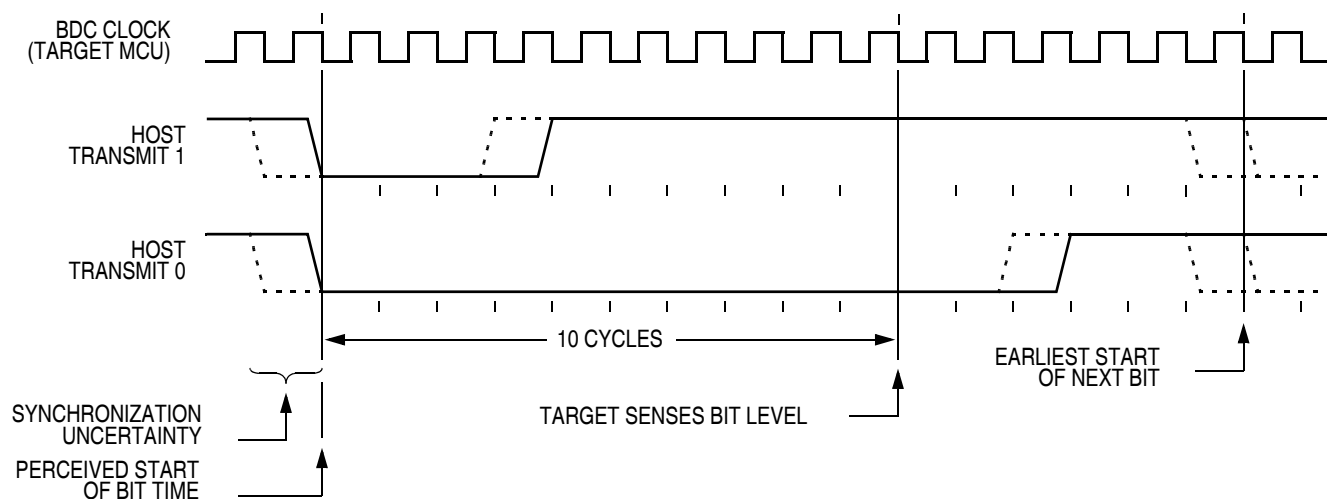 BDC CLOCK
(TARGET MCU)
HOST
TRANSMIT 1
HOST
TRANSMIT 0
10 CYCLES
EARLIEST START
OF NEXT BIT
SYNCHRONIZATION
UNCERTAINTY
TARGET SENSES BIT LEVEL
PERCEIVED START
OF BIT TIME